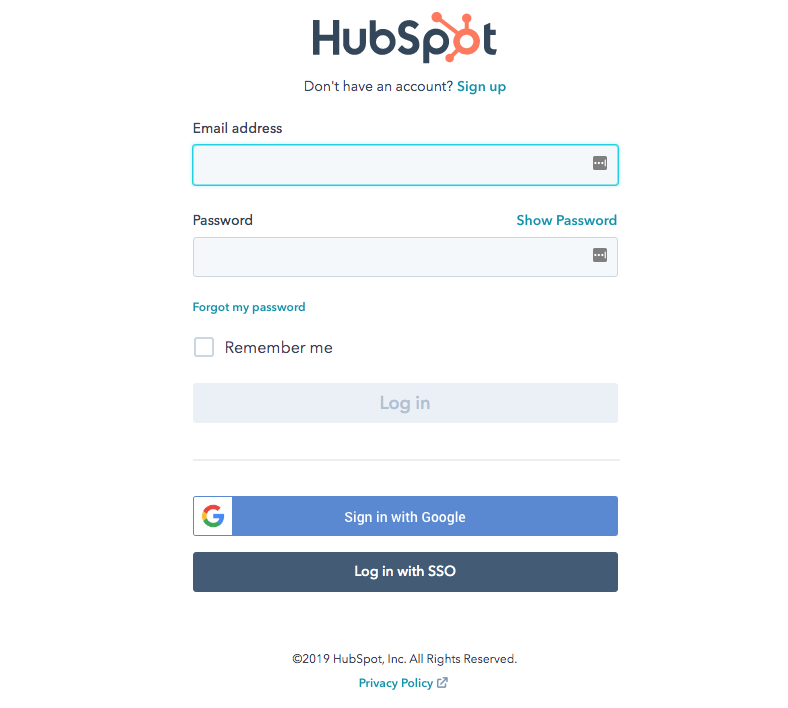 HubSpot
Don't have an account? Sign up
Email address
Password Show Password
Forgot my password
Remember me
Log in
Sign in with Google
Log in with SSO
©2019 HubSpot, Inc. All Rights Reserved.
Privacy Policy